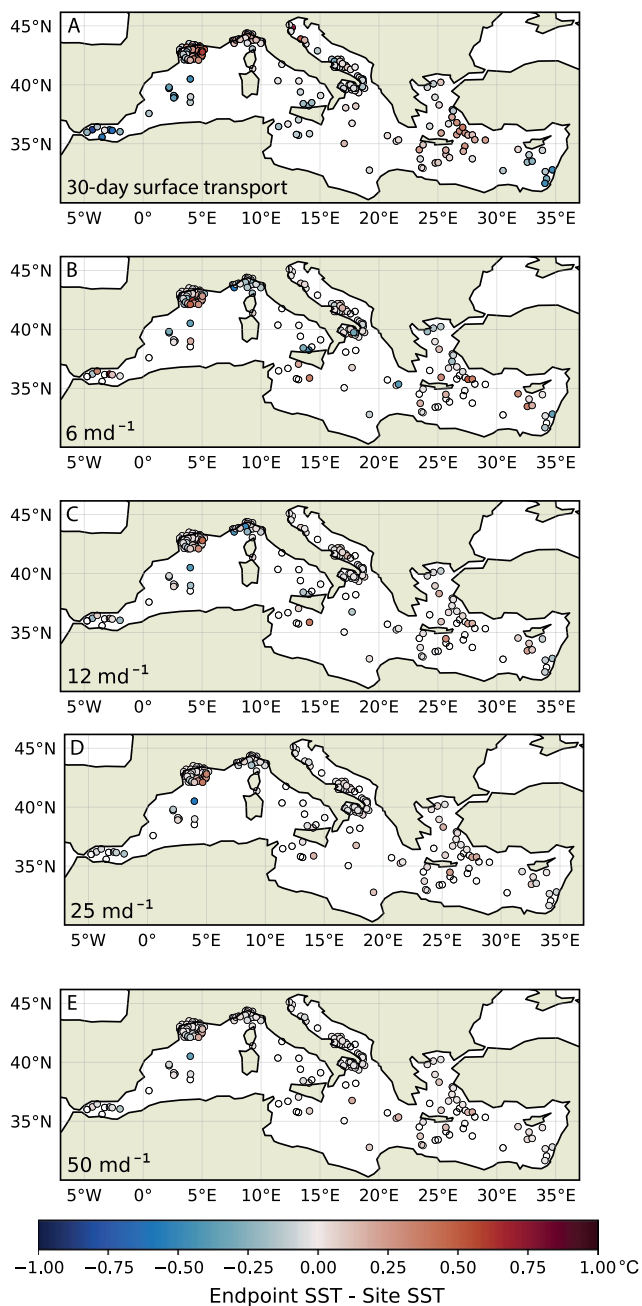 A
45°N
40°N
35°N
30-day surface transport
5°W 0° 5°E 10°E 15°E 20°E 25°E 30°E 35°E
B
45°N
40°N
35°N
6 md⁻¹
5°W 0° 5°E 10°E 15°E 20°E 25°E 30°E 35°E
C
45°N
40°N
35°N
12 md⁻¹
5°W 0° 5°E 10°E 15°E 20°E 25°E 30°E 35°E
D
45°N
40°N
35°N
25 md⁻¹
5°W 0° 5°E 10°E 15°E 20°E 25°E 30°E 35°E
E
45°N
40°N
35°N
50 md⁻¹
5°W 0° 5°E 10°E 15°E 20°E 25°E 30°E 35°E
−1.00 −0.75 −0.50 −0.25 0.00 0.25 0.50 0.75 1.00 °C
Endpoint SST - Site SST